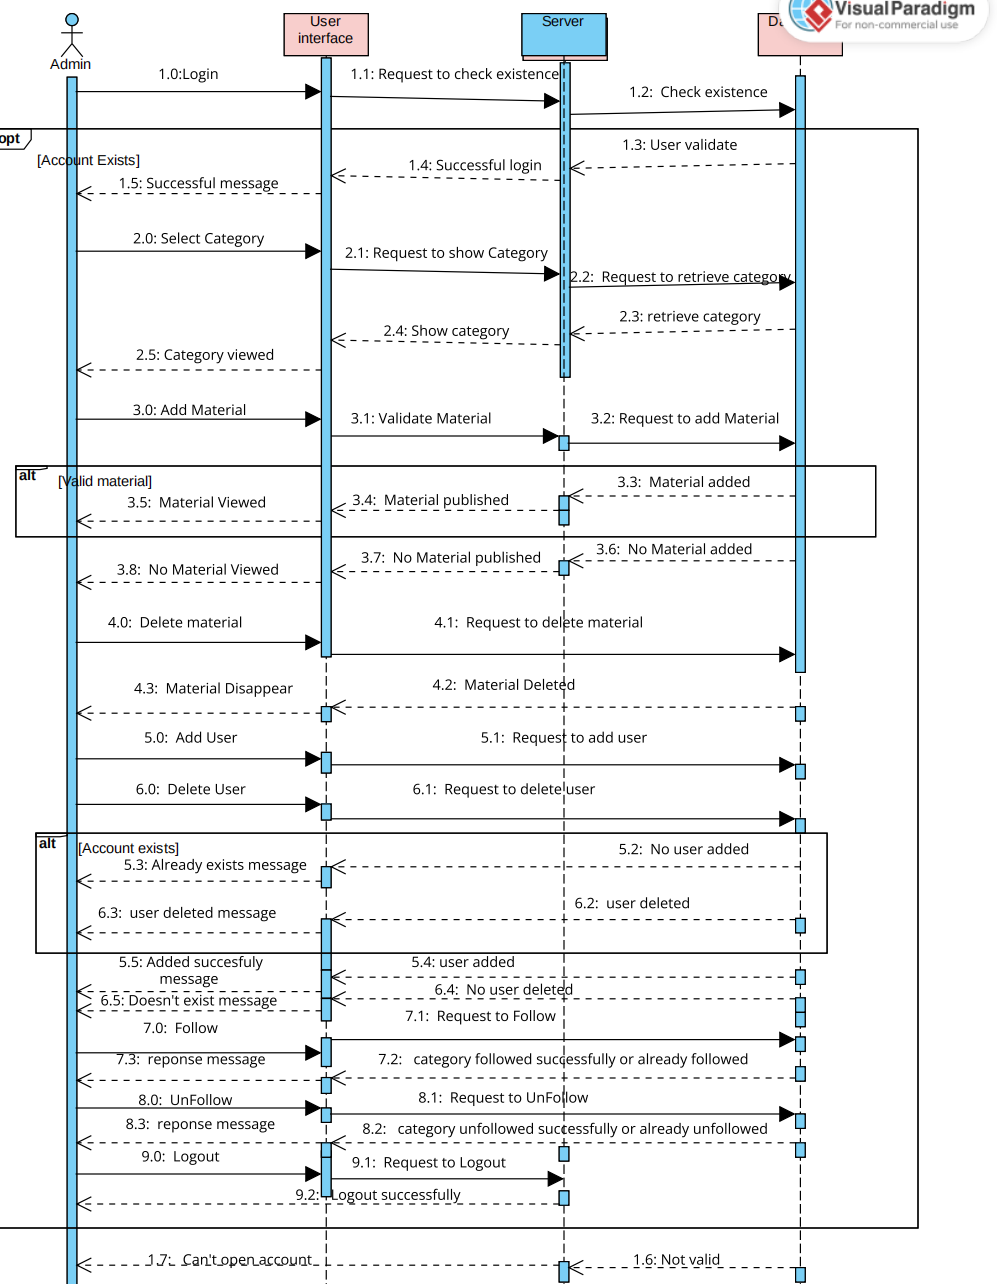 Visual Paradigm
For non-commercial use
User
interface
Server
Admin
1.0:Login
1.1: Request to check existence
1.2: Check existence
opt
[Account Exists]
1.3: User validate
1.4: Successful login
1.5: Successful message
2.0: Select Category
2.1: Request to show Category
2.2: Request to retrieve category
2.3: retrieve category
2.4: Show category
2.5: Category viewed
3.0: Add Material
3.1: Validate Material
3.2: Request to add Material
alt
[Valid material]
3.3: Material added
3.4: Material published
3.5: Material Viewed
3.6: No Material added
3.7: No Material published
3.8: No Material Viewed
4.0: Delete material
4.1: Request to delete material
4.2: Material Deleted
4.3: Material Disappear
5.0: Add User
5.1: Request to add user
6.0: Delete User
6.1: Request to delete user
alt
[Account exists]
5.2: No user added
5.3: Already exists message
6.2: user deleted
6.3: user deleted message
5.4: user added
5.5: Added succesfuly
message
6.4: No user deleted
6.5: Doesn't exist message
7.0: Follow
7.1: Request to Follow
7.2: category followed successfully or already followed
7.3: reponse message
8.0: UnFollow
8.1: Request to UnFollow
8.2: category unfollowed successfully or already unfollowed
8.3: reponse message
9.0: Logout
9.1: Request to Logout
9.2: Logout successfully
1.6: Not valid
1.7: Can't open account